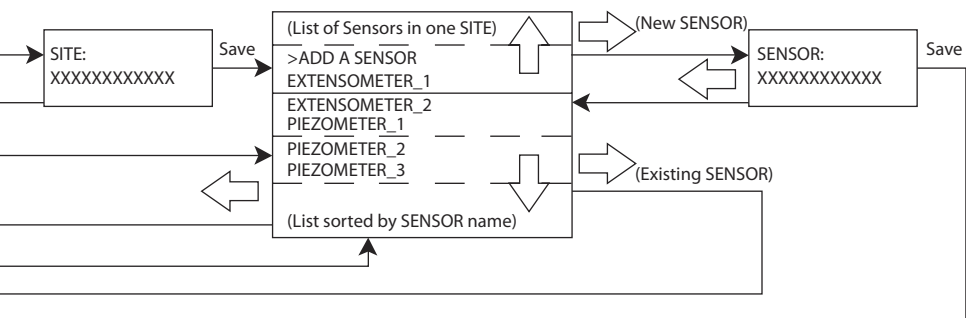 SITE:
XXXXXXXXXXXX
Save
(List of Sensors in one SITE)
>ADD A SENSOR
EXTENSOMETER_1
EXTENSOMETER_2
PIEZOMETER_1
PIEZOMETER_2
PIEZOMETER_3
(List sorted by SENSOR name)
(New SENSOR)
(Existing SENSOR)
SENSOR:
XXXXXXXXXXXX
Save